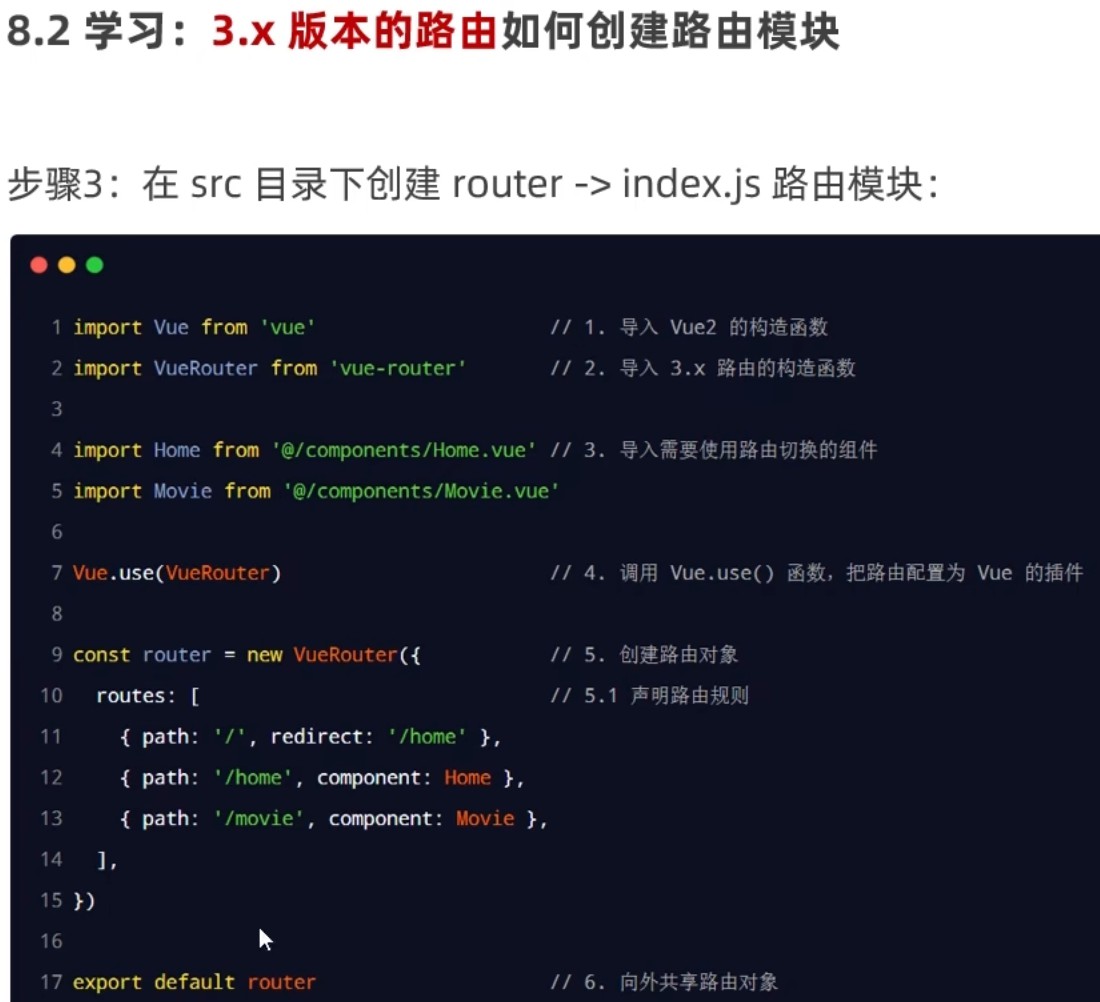 8.2 学习：3.x 版本的路由如何创建路由模块
步骤3：在 src 目录下创建 router -> index.js 路由模块：
1 import Vue from 'vue' // 1. 导入 Vue2 的构造函数
2 import VueRouter from 'vue-router' // 2. 导入 3.x 路由的构造函数
3
4 import Home from '@/components/Home.vue' // 3. 导入需要使用路由切换的组件
5 import Movie from '@/components/Movie.vue'
6
7 Vue.use(VueRouter) // 4. 调用 Vue.use() 函数，把路由配置为 Vue 的插件
8
9 const router = new VueRouter({ // 5. 创建路由对象
10 routes: [ // 5.1 声明路由规则
11 { path: '/', redirect: '/home' },
12 { path: '/home', component: Home },
13 { path: '/movie', component: Movie },
14 ],
15 })
16
17 export default router // 6. 向外共享路由对象